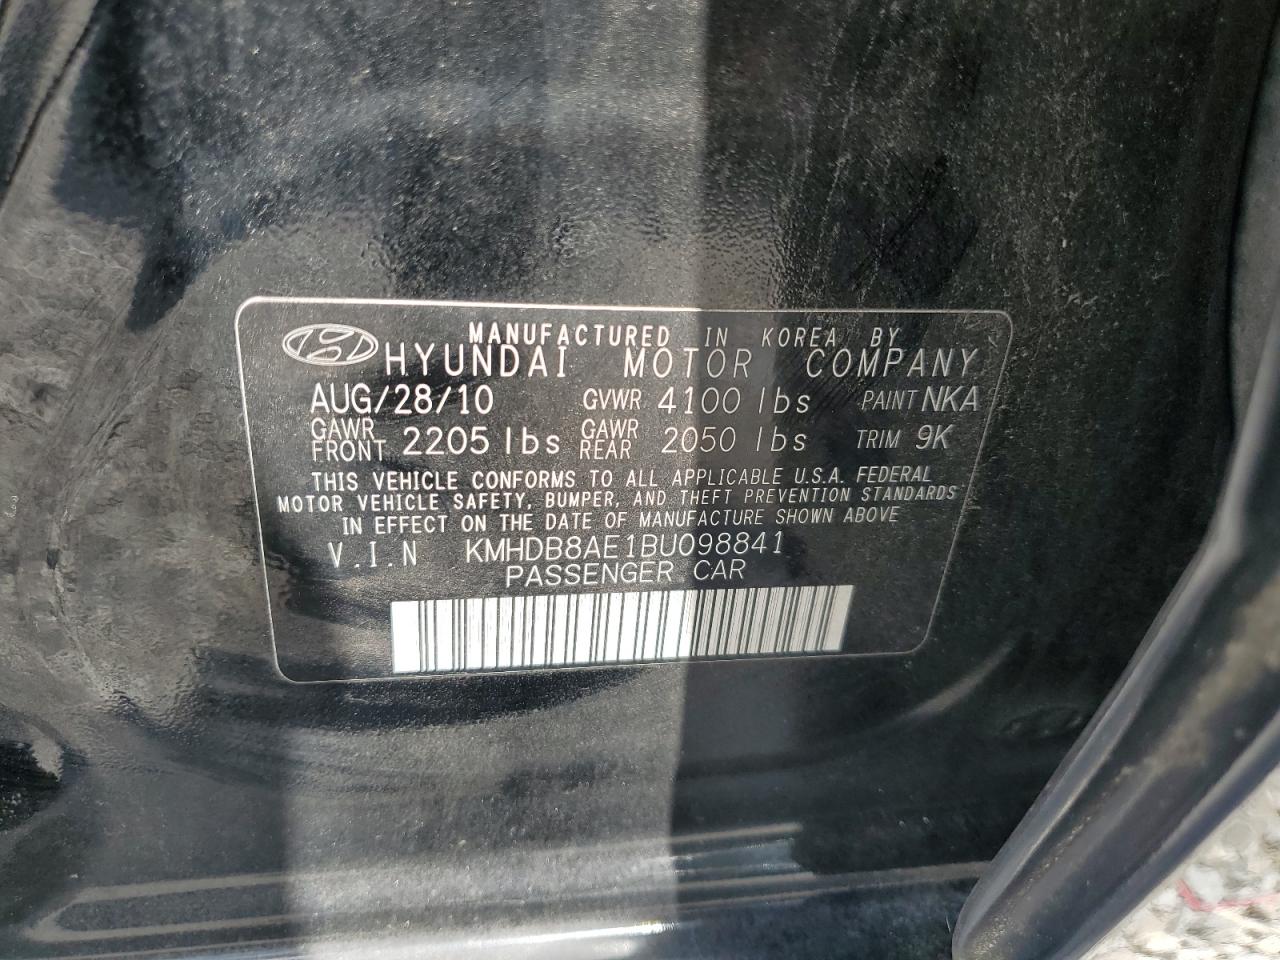 MANUFACTURED IN KOREA BY
HYUNDAI MOTOR COMPANY
AUG/28/10 GVWR 4100 lbs PAINT NKA
GAWR FRONT 2205 lbs GAWR REAR 2050 lbs TRIM 9K
THIS VEHICLE CONFORMS TO ALL APPLICABLE U.S.A. FEDERAL
MOTOR VEHICLE SAFETY, BUMPER, AND THEFT PREVENTION STANDARDS
IN EFFECT ON THE DATE OF MANUFACTURE SHOWN ABOVE
V.I.N KMHDB8AE1BU098841
PASSENGER CAR